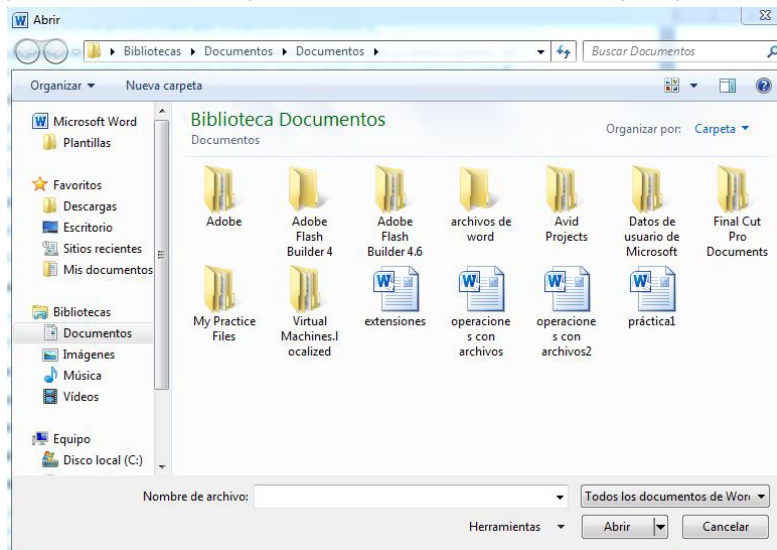 Abrir
Bibliotecas ▸ Documentos ▸ Documentos ▸
Buscar Documentos
Organizar
Nueva carpeta
Microsoft Word
Plantillas
Favoritos
Descargas
Escritorio
Sitios recientes
Mis documentos
Bibliotecas
Documentos
Imágenes
Música
Vídeos
Equipo
Disco local (C:)
Biblioteca Documentos
Documentos
Organizar por: Carpeta
Adobe
Adobe
Flash
Builder 4
Adobe
Flash
Builder 4.6
archivos de
word
Avid
Projects
Datos de
usuario de
Microsoft
Final Cut
Pro
Documents
My Practice
Files
Virtual
Machines.l
ocalized
extensiones
operacione
s con
archivos
operacione
s con
archivos2
práctica1
Nombre de archivo:
Todos los documentos de Wor
Herramientas
Abrir
Cancelar